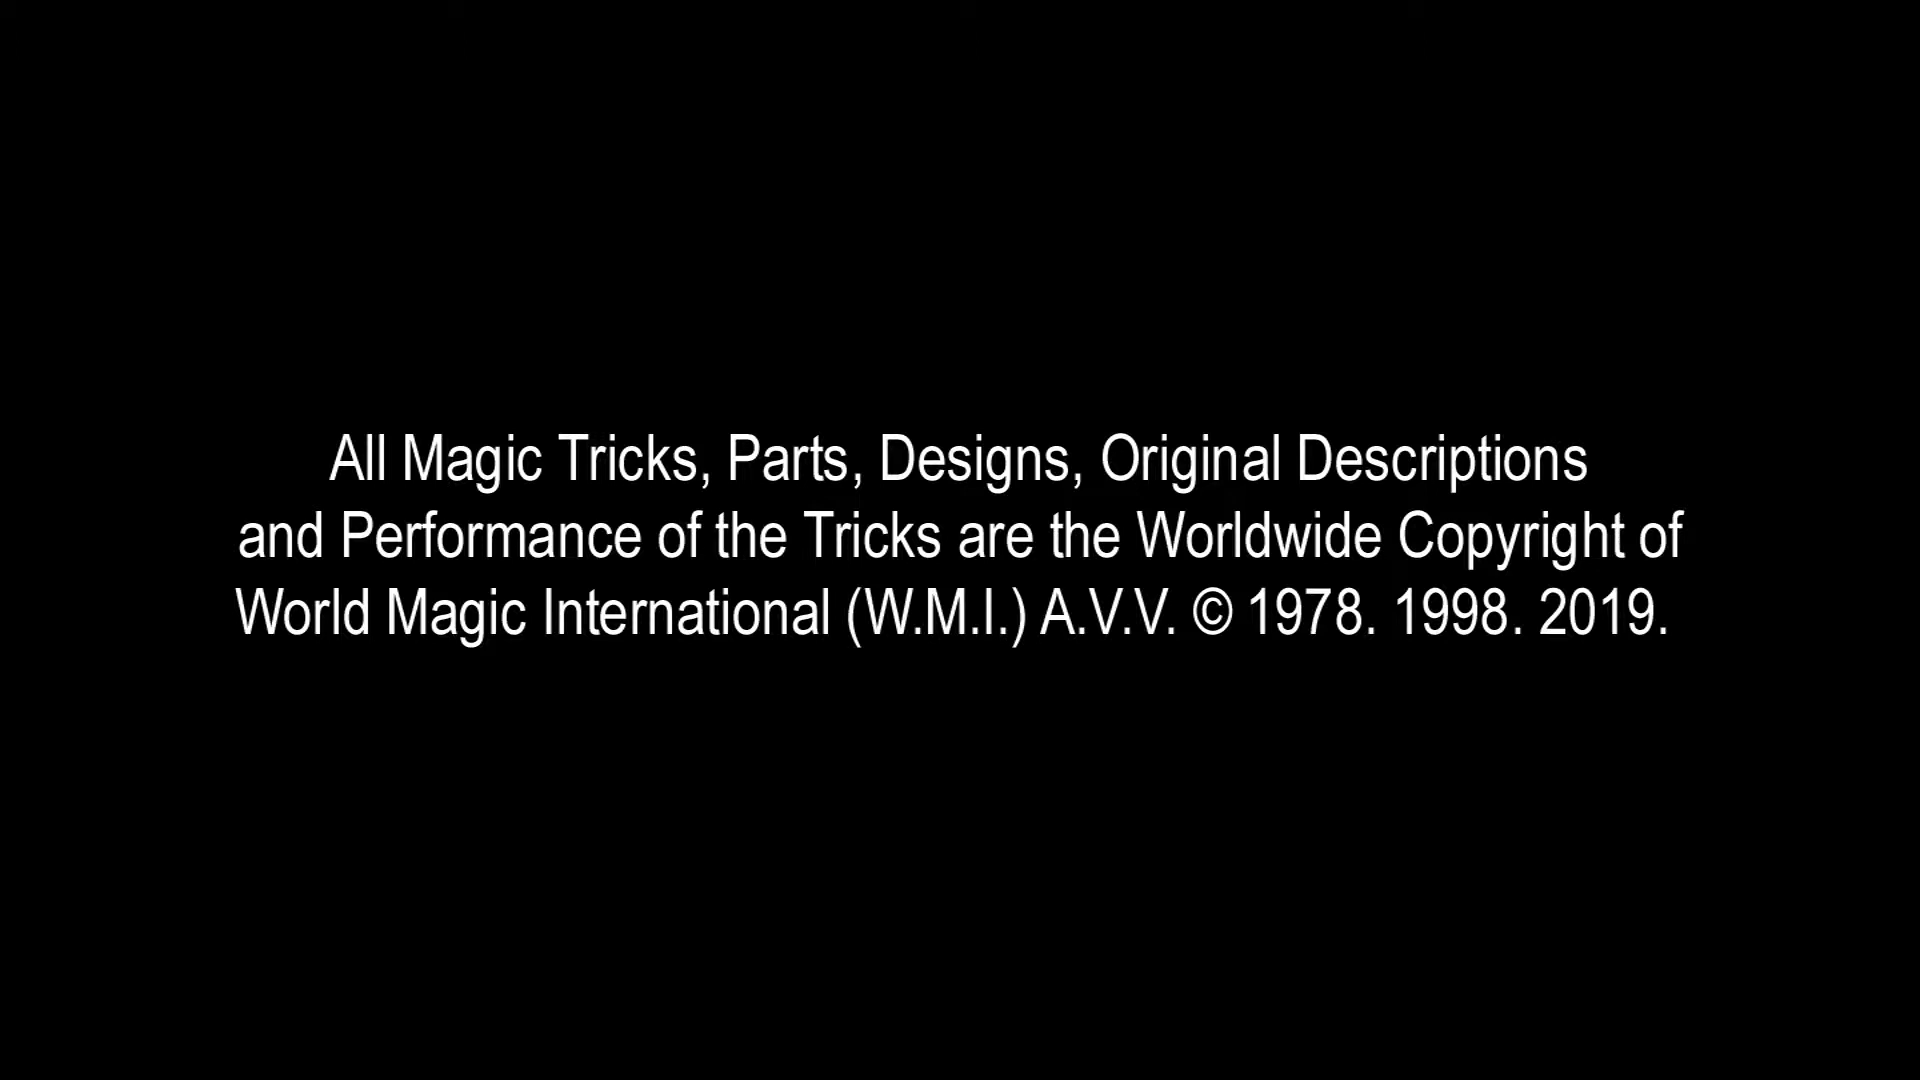 All Magic Tricks, Parts, Designs, Original Descriptions
and Performance of the Tricks are the Worldwide Copyright of
World Magic International (W.M.I.) A.V.V. © 1978. 1998. 2019.